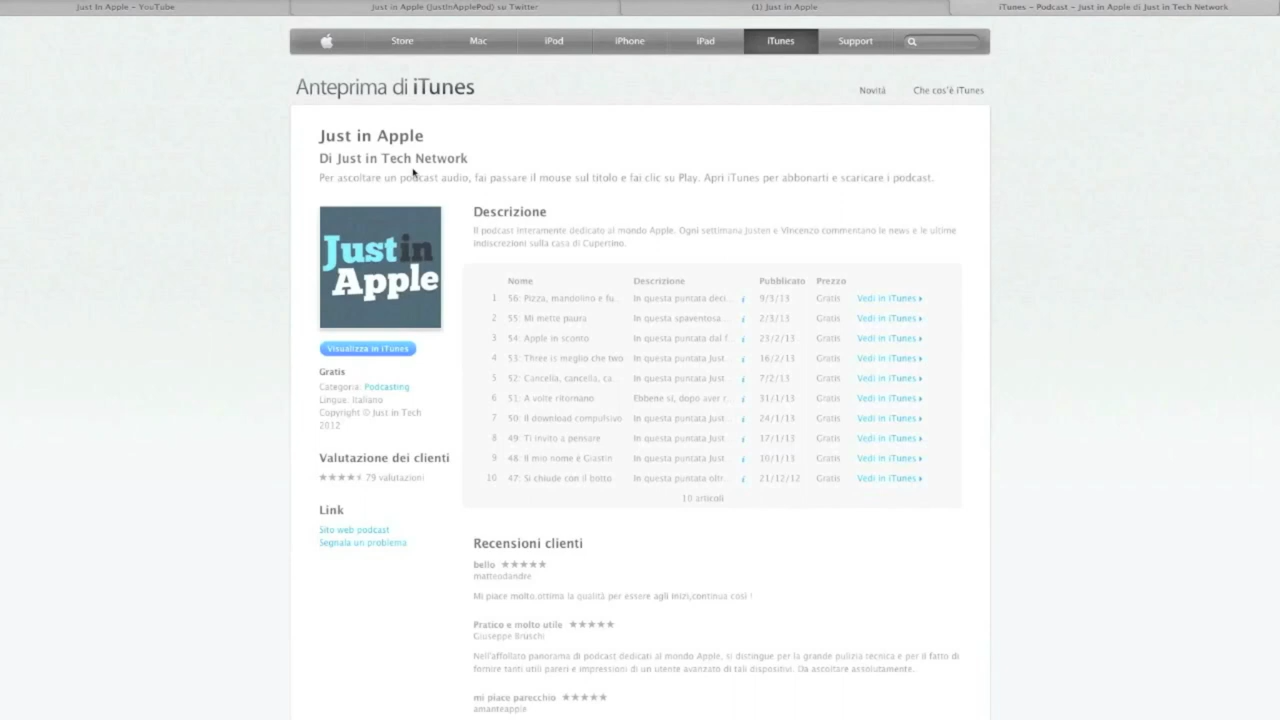 Just In Apple - YouTube
Just in Apple (JustInApplePod) su Twitter
(1) Just in Apple
iTunes - Podcast - Just in Apple di Just in Tech Network
Store Mac iPod iPhone iPad iTunes Support
Anteprima di iTunes
Novità Che cos'è iTunes
Just in Apple
Di Just in Tech Network
Per ascoltare un podcast audio, fai passare il mouse sul titolo e fai clic su Play. Apri iTunes per abbonarti e scaricare i podcast.
Just in
Apple
Visualizza in iTunes
Gratis
Categoria: Podcasting
Lingue: Italiano
Copyright © Just in Tech
2012
Valutazione dei clienti
79 valutazioni
Link
Sito web podcast
Segnala un problema
Descrizione
Il podcast interamente dedicato al mondo Apple. Ogni settimana Josten e Vincenzo commentano le news e le ultime
indiscrezioni sulla casa di Cupertino.
Nome Descrizione Pubblicato Prezzo
1 56: Pizza, mandolino e fu... In questa puntata deci... i 9/3/13 Gratis Vedi in iTunes
2 55: Mi mette paura In questa spaventosa... i 2/3/13 Gratis Vedi in iTunes
3 54: Apple in sconto In questa puntata dal f... i 23/2/13 Gratis Vedi in iTunes
4 53: Three is meglio che two In questa puntata Just... i 16/2/13 Gratis Vedi in iTunes
5 52: Cancella, cancella, ca... In questa puntata Just... i 7/2/13 Gratis Vedi in iTunes
6 51: A volte ritornano Ebbene sì, dopo aver r... i 31/1/13 Gratis Vedi in iTunes
7 50: Il download compulsivo In questa puntata Just... i 24/1/13 Gratis Vedi in iTunes
8 49: Ti invito a pensare In questa puntata Just... i 17/1/13 Gratis Vedi in iTunes
9 48: Il mio nome è Giastin In questa puntata Just... i 10/1/13 Gratis Vedi in iTunes
10 47: Si chiude con il botto In questa puntata oltr... i 21/12/12 Gratis Vedi in iTunes
10 articoli
Recensioni clienti
bello ★★★★★
matteodandre
Mi piace molto.ottima la qualità per essere agli inizi,continua così !
Pratico e molto utile ★★★★★
Giuseppe Bruschi
Nell'affollato panorama di podcast dedicati al mondo Apple, si distingue per la grande pulizia tecnica e per il fatto di
fornire tanti utili pareri e impressioni di un utente avanzato di tali dispositivi. Da ascoltare assolutamente.
mi piace parecchio ★★★★★
amanteapple